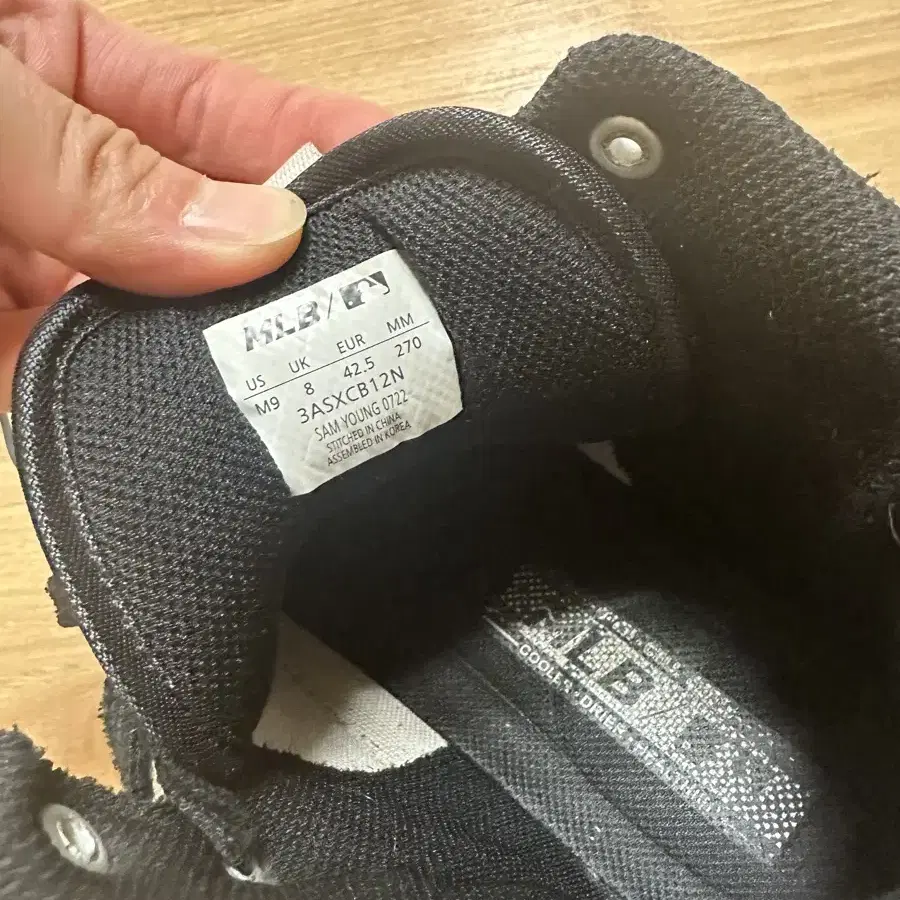 MLB/
US UK EUR MM
M9 8 42.5 270
3ASXCB12N
SAM YOUNG 0722
STITCHED IN CHINA
ASSEMBLED IN KOREA
COOLER